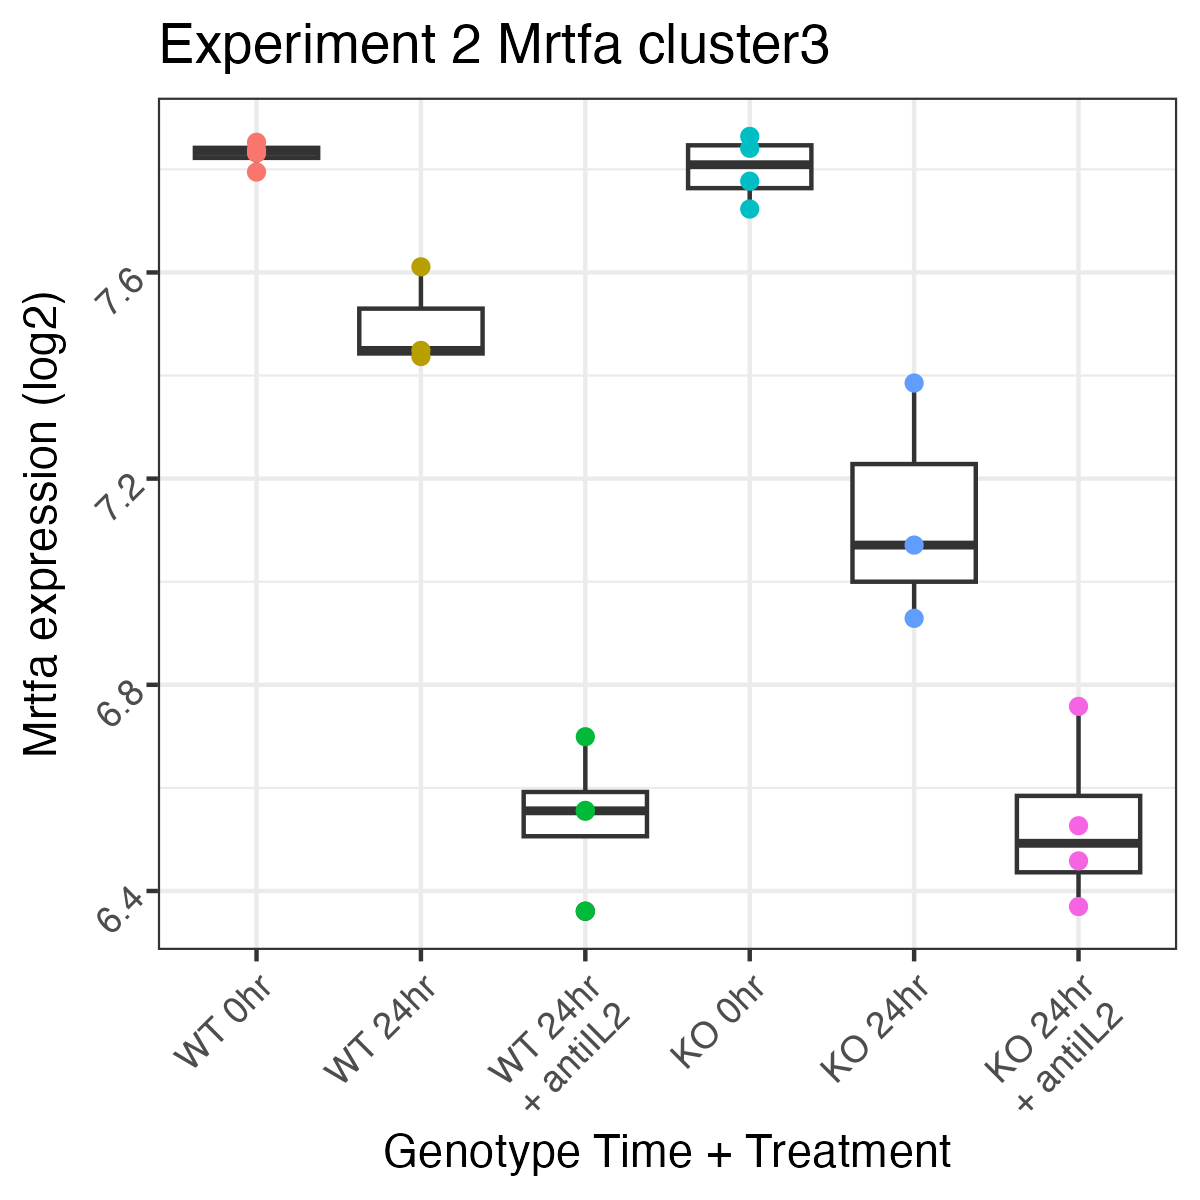 Experiment 2 Mrtfa cluster3
Mrtfa expression (log2)
7.6
7.2
6.8
6.4
WT 0hr
WT 24hr
WT 24hr
+ antiIL2
KO 0hr
KO 24hr
KO 24hr
+ antiIL2
Genotype Time + Treatment